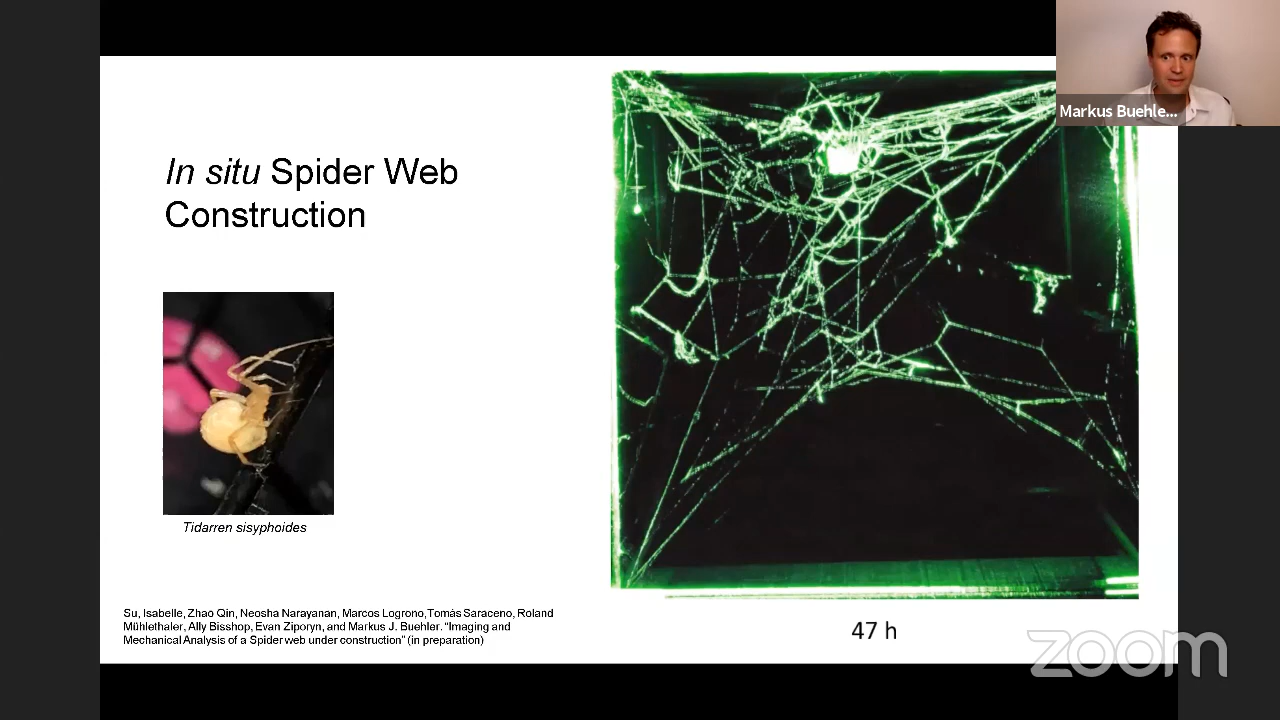 Markus Buehle...
In situ Spider Web
Construction
Tidarren sisyphoides
Su, Isabelle, Zhao Qin, Neosha Narayanan, Marcos Logrono,Tomás Saraceno, Roland
Mühlethaler, Ally Bisshop, Evan Ziporyn, and Markus J. Buehler. "Imaging and
Mechanical Analysis of a Spider web under construction" (in preparation)
47 h
zoom